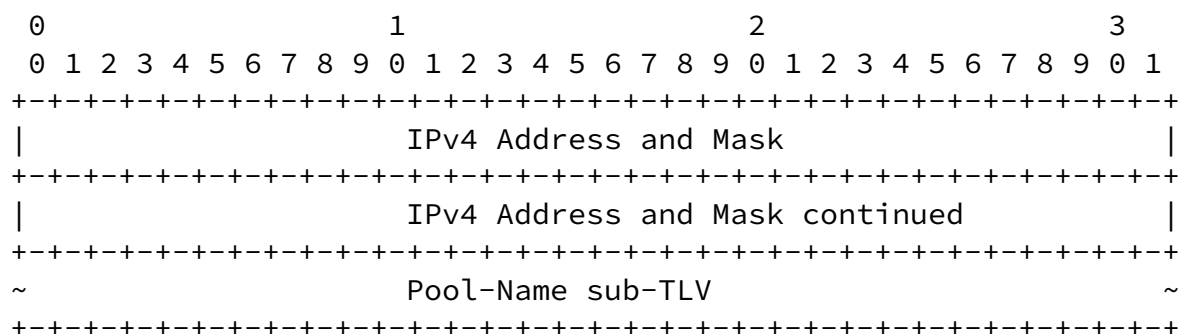 0                   1                   2                   3
 0 1 2 3 4 5 6 7 8 9 0 1 2 3 4 5 6 7 8 9 0 1 2 3 4 5 6 7 8 9 0 1
+-+-+-+-+-+-+-+-+-+-+-+-+-+-+-+-+-+-+-+-+-+-+-+-+-+-+-+-+-+-+-+-+
|                     IPv4 Address and Mask                     |
+-+-+-+-+-+-+-+-+-+-+-+-+-+-+-+-+-+-+-+-+-+-+-+-+-+-+-+-+-+-+-+-+
|                     IPv4 Address and Mask continued           |
+-+-+-+-+-+-+-+-+-+-+-+-+-+-+-+-+-+-+-+-+-+-+-+-+-+-+-+-+-+-+-+-+
~                     Pool-Name sub-TLV                         ~
+-+-+-+-+-+-+-+-+-+-+-+-+-+-+-+-+-+-+-+-+-+-+-+-+-+-+-+-+-+-+-+-+